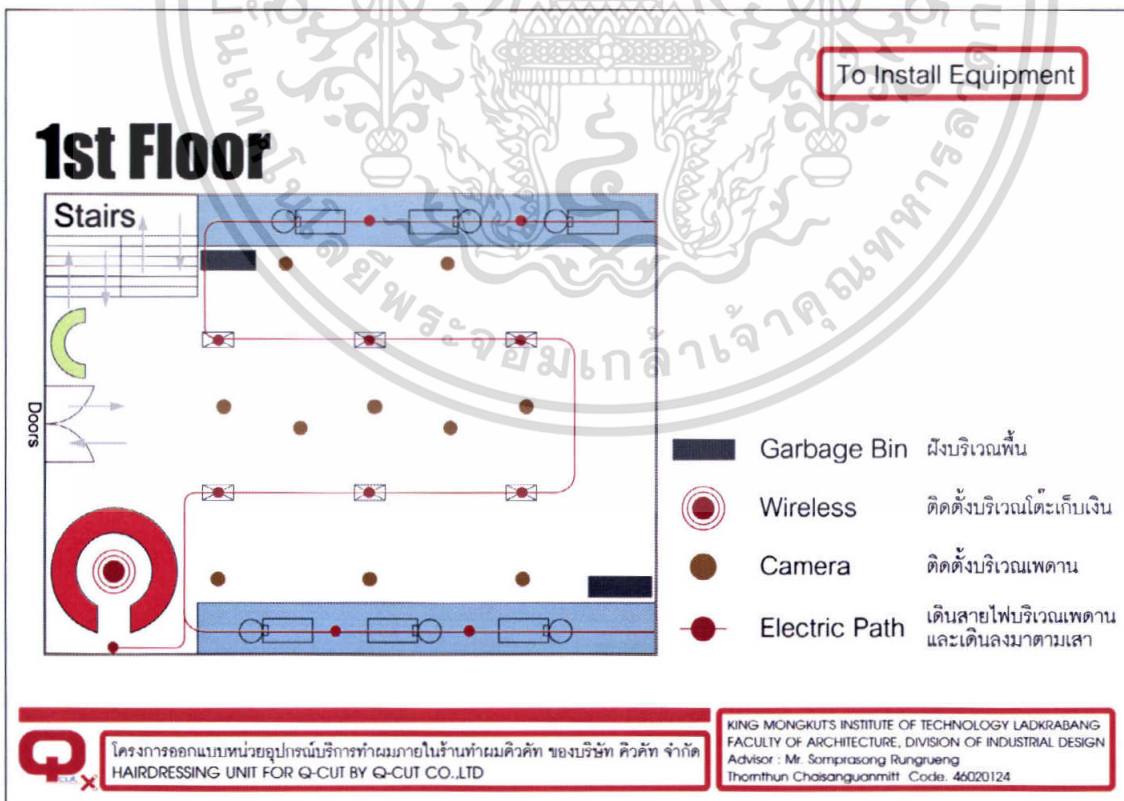 To Install Equipment
1st Floor
Stairs
Doors
Garbage Bin ฝังบริเวณพื้น
Wireless ติดตั้งบริเวณโต๊ะเก็บเงิน
Camera ติดตั้งบริเวณเพดาน
Electric Path เดินสายไฟบริเวณเพดาน
และเดินลงมาตามเสา
โครงการออกแบบหน่วยอุปกรณ์บริการทำผมภายในร้านทำผมคิวคัท ของบริษัท คิวคัท จำกัด
HAIRDRESSING UNIT FOR Q-CUT BY Q-CUT CO.,LTD
KING MONGKUT'S INSTITUTE OF TECHNOLOGY LADKRABANG
FACULTY OF ARCHITECTURE, DIVISION OF INDUSTRIAL DESIGN
Advisor : Mr. Somprasong Rungrueng
Thornthun Chaisanguanmitt Code. 46020124